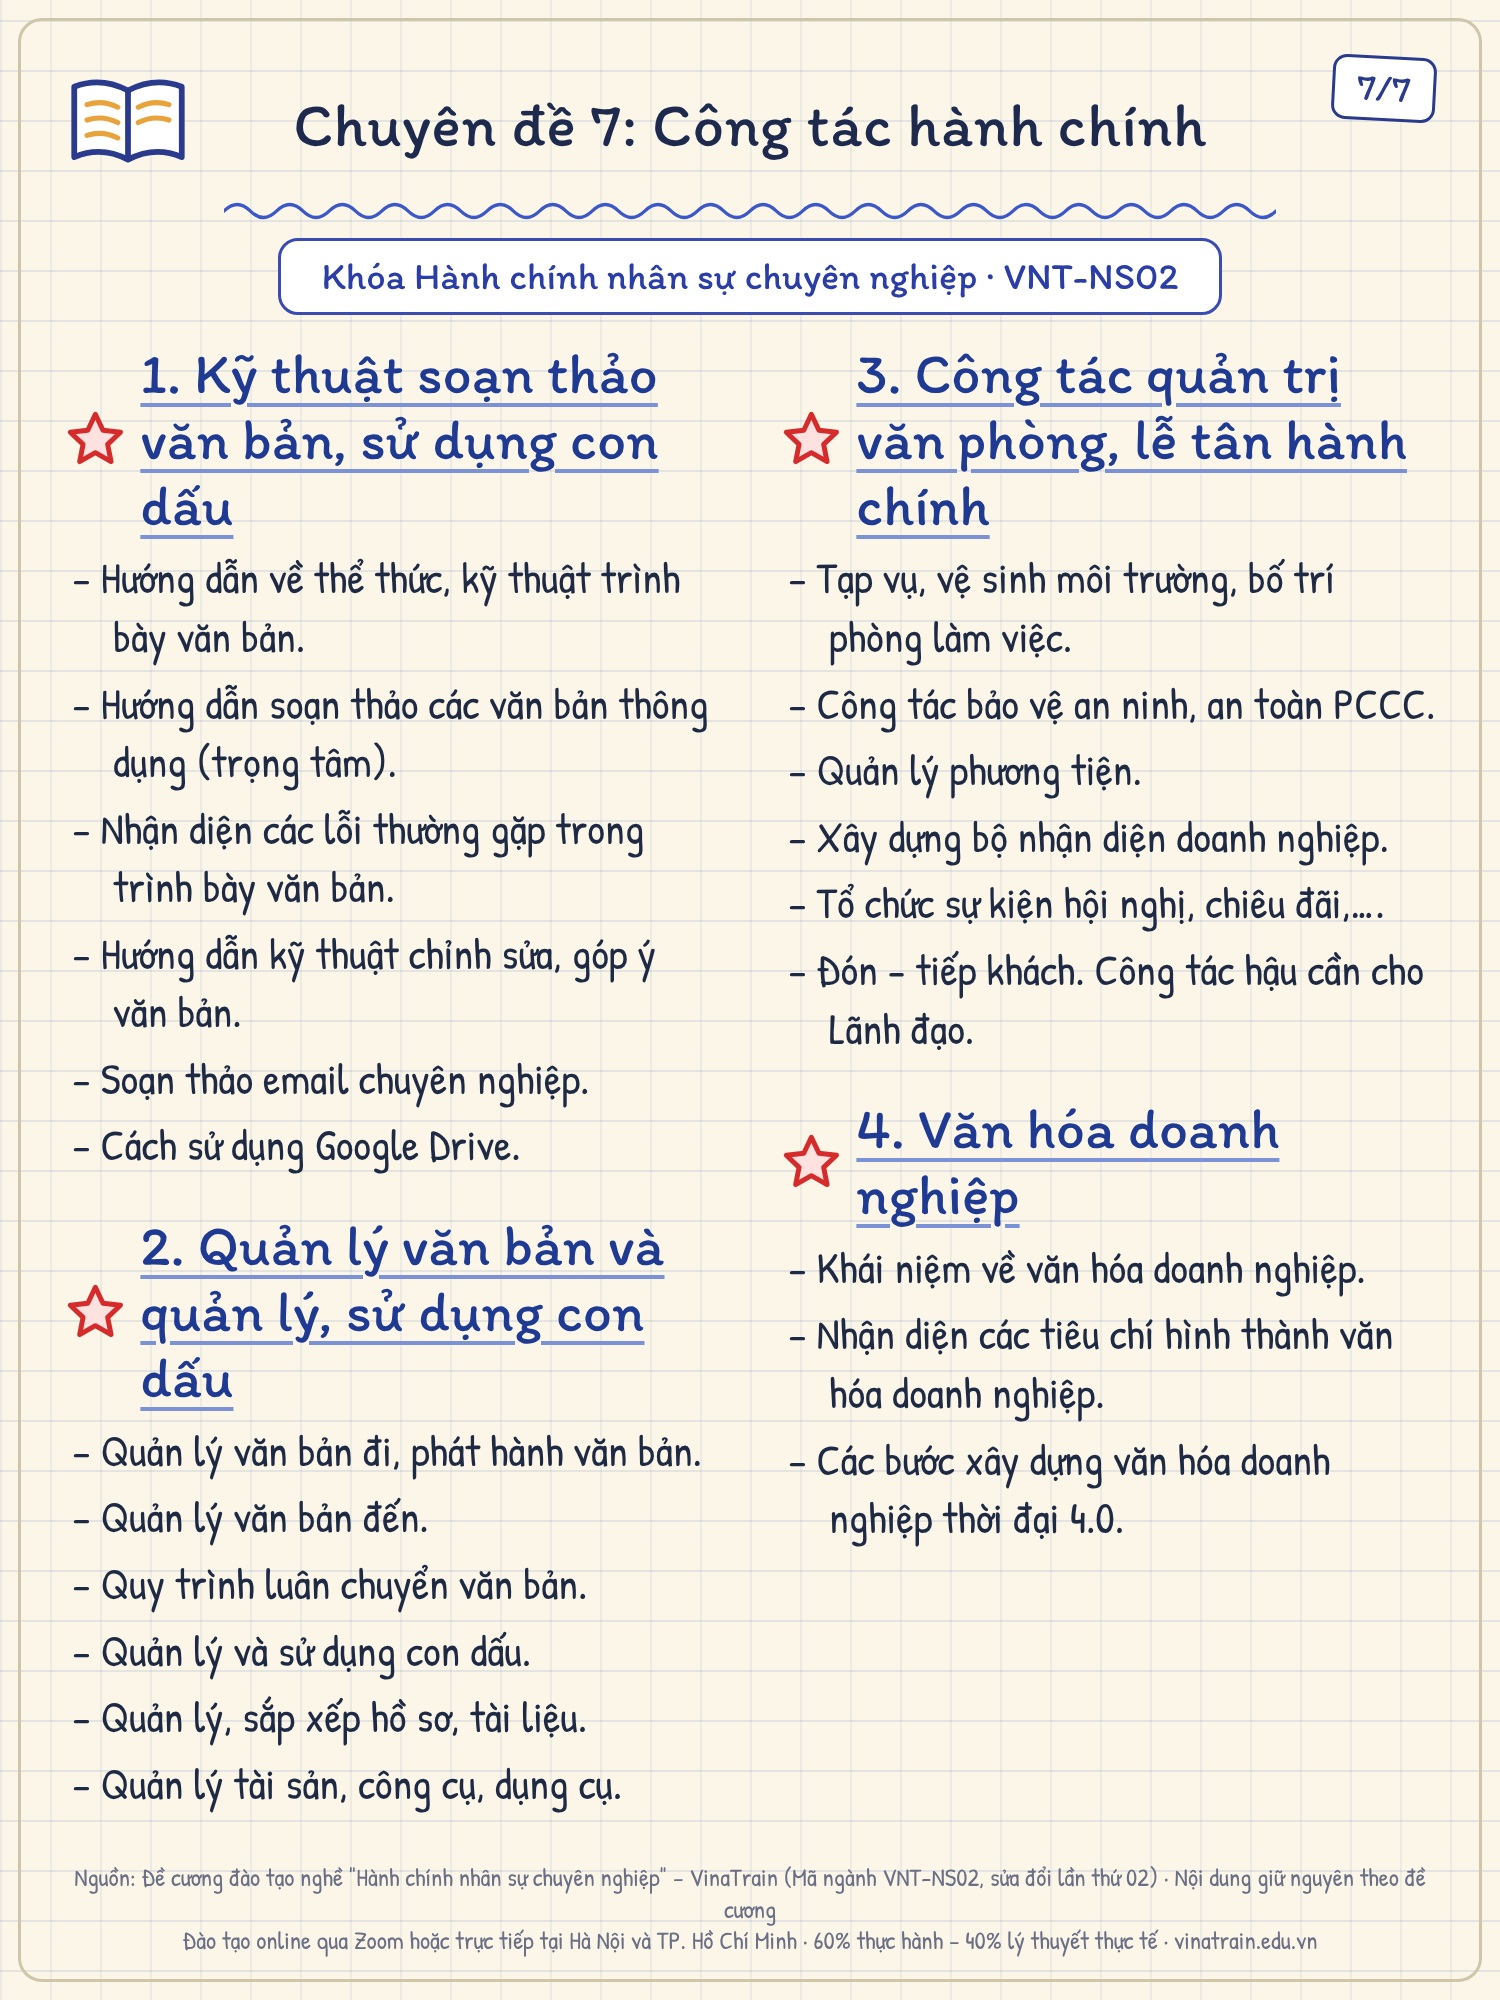 Chuyên đề 7: Công tác hành chính
7/7
Khóa Hành chính nhân sự chuyên nghiệp · VNT-NS02
1. Kỹ thuật soạn thảo
văn bản, sử dụng con
dấu
– Hướng dẫn về thể thức, kỹ thuật trình
bày văn bản.
– Hướng dẫn soạn thảo các văn bản thông
dụng (trọng tâm).
– Nhận diện các lỗi thường gặp trong
trình bày văn bản.
– Hướng dẫn kỹ thuật chỉnh sửa, góp ý
văn bản.
– Soạn thảo email chuyên nghiệp.
– Cách sử dụng Google Drive.
2. Quản lý văn bản và
quản lý, sử dụng con
dấu
– Quản lý văn bản đi, phát hành văn bản.
– Quản lý văn bản đến.
– Quy trình luân chuyển văn bản.
– Quản lý và sử dụng con dấu.
– Quản lý, sắp xếp hồ sơ, tài liệu.
– Quản lý tài sản, công cụ, dụng cụ.
3. Công tác quản trị
văn phòng, lễ tân hành
chính
– Tạp vụ, vệ sinh môi trường, bố trí
phòng làm việc.
– Công tác bảo vệ an ninh, an toàn PCCC.
– Quản lý phương tiện.
– Xây dựng bộ nhận diện doanh nghiệp.
– Tổ chức sự kiện hội nghị, chiêu đãi,….
– Đón – tiếp khách. Công tác hậu cần cho
Lãnh đạo.
4. Văn hóa doanh
nghiệp
– Khái niệm về văn hóa doanh nghiệp.
– Nhận diện các tiêu chí hình thành văn
hóa doanh nghiệp.
– Các bước xây dựng văn hóa doanh
nghiệp thời đại 4.0.
Nguồn: Đề cương đào tạo nghề "Hành chính nhân sự chuyên nghiệp" – VinaTrain (Mã ngành VNT-NS02, sửa đổi lần thứ 02) · Nội dung giữ nguyên theo đề
cương
Đào tạo online qua Zoom hoặc trực tiếp tại Hà Nội và TP. Hồ Chí Minh · 60% thực hành – 40% lý thuyết thực tế · vinatrain.edu.vn